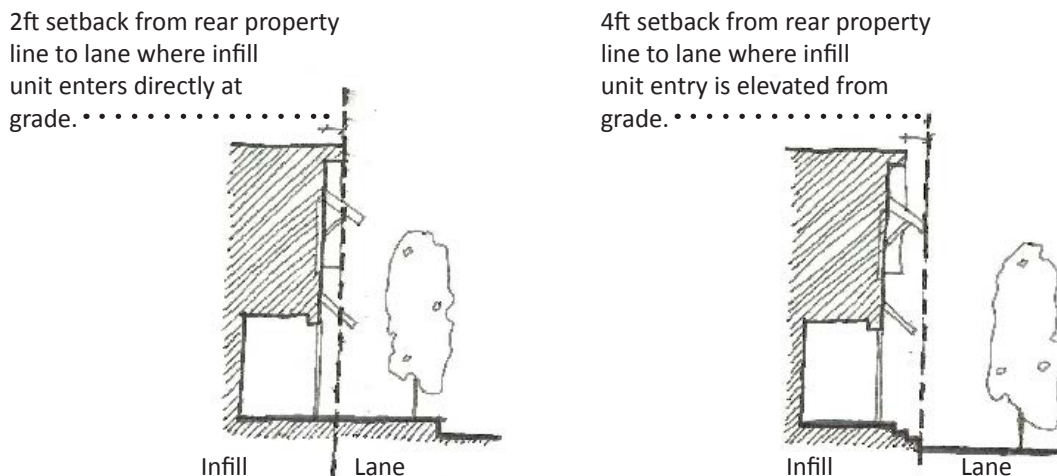 2ft setback from rear property
line to lane where infill
unit enters directly at
grade.
Infill
Lane
4ft setback from rear property
line to lane where infill
unit entry is elevated from
grade.
Infill
Lane